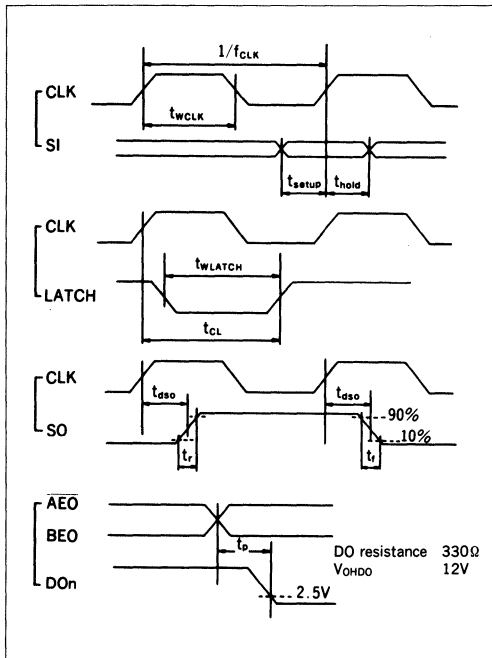 1/fCLK
CLK
tWCLK
SI
tsetup thold
CLK
tWLATCH
LATCH
tCL
CLK
tdso tdso
90%
SO
10%
tr tf
AEO
BEO
tp
DO resistance 330Ω
VOHDO 12V
DOn
2.5V